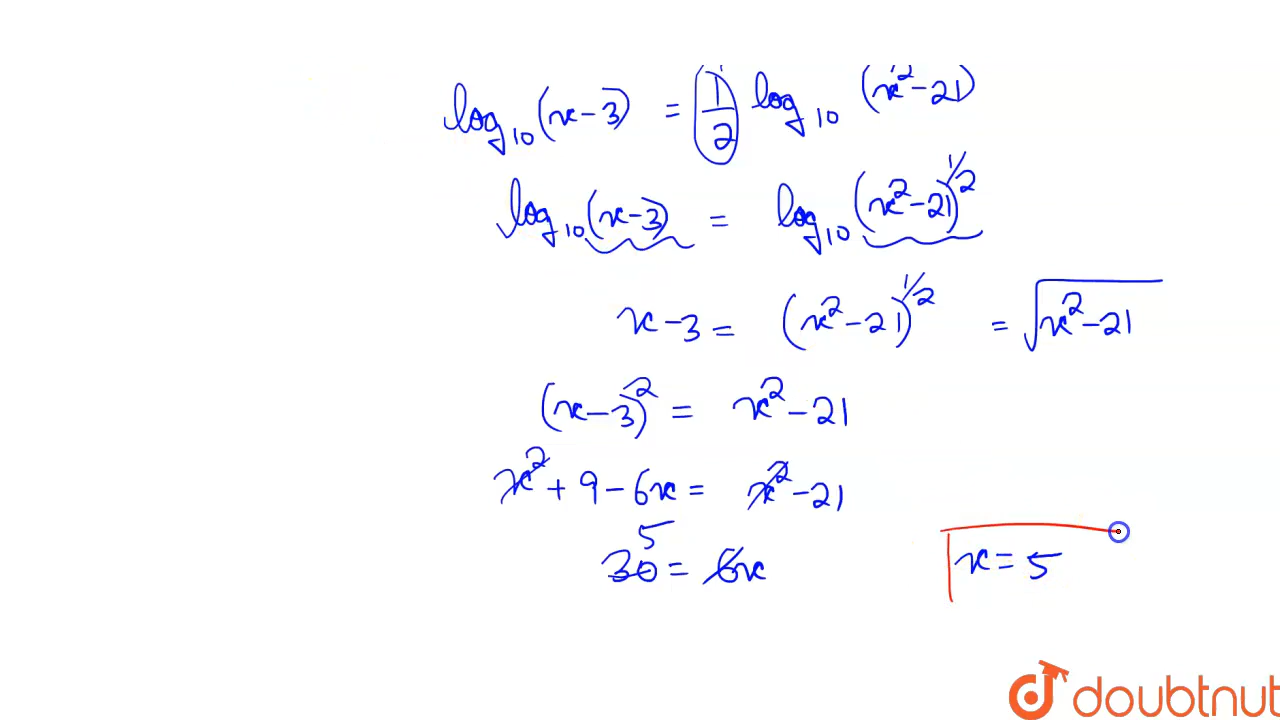 log₁₀(x-3) = 1/2 log₁₀ (x²-21)
log₁₀(x-3) = log₁₀(x²-21)^1/2
x-3 = (x²-21)^1/2 = √x²-21
(x-3)² = x²-21
x²+9-6x = x²-21
5
30 = 6x x=5
doubtnut